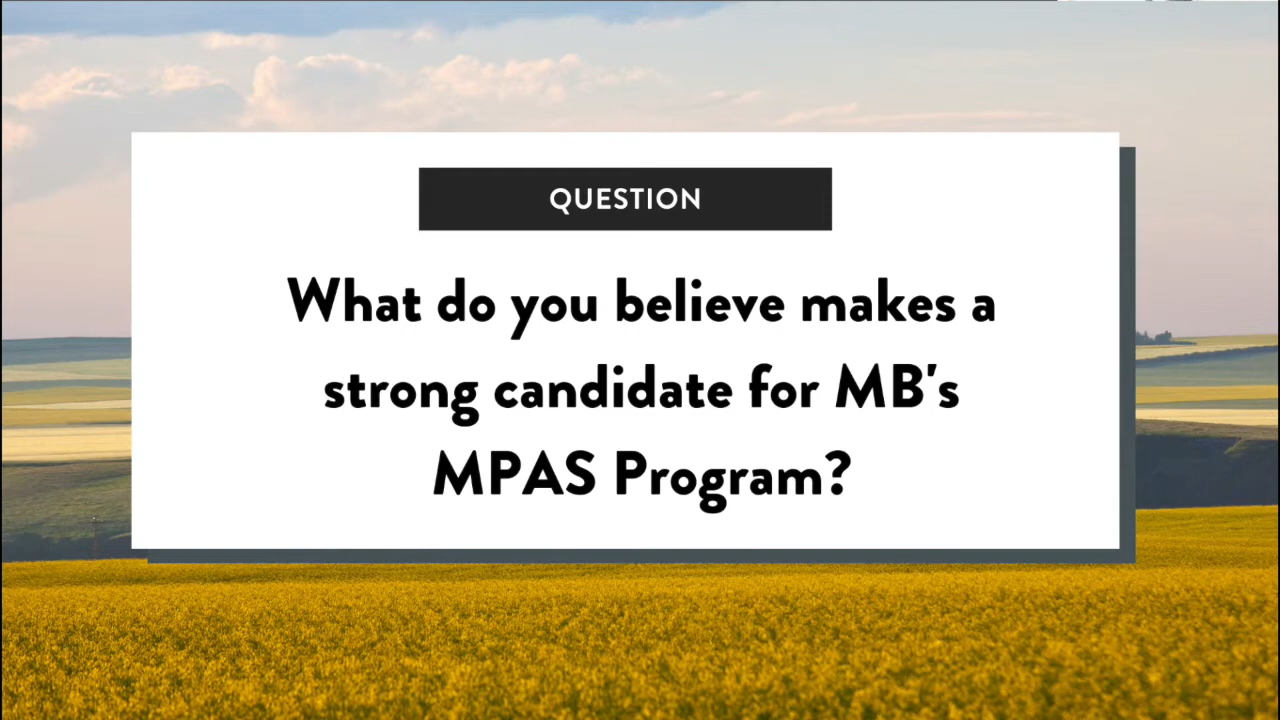 QUESTION
What do you believe makes a
strong candidate for MB's
MPAS Program?